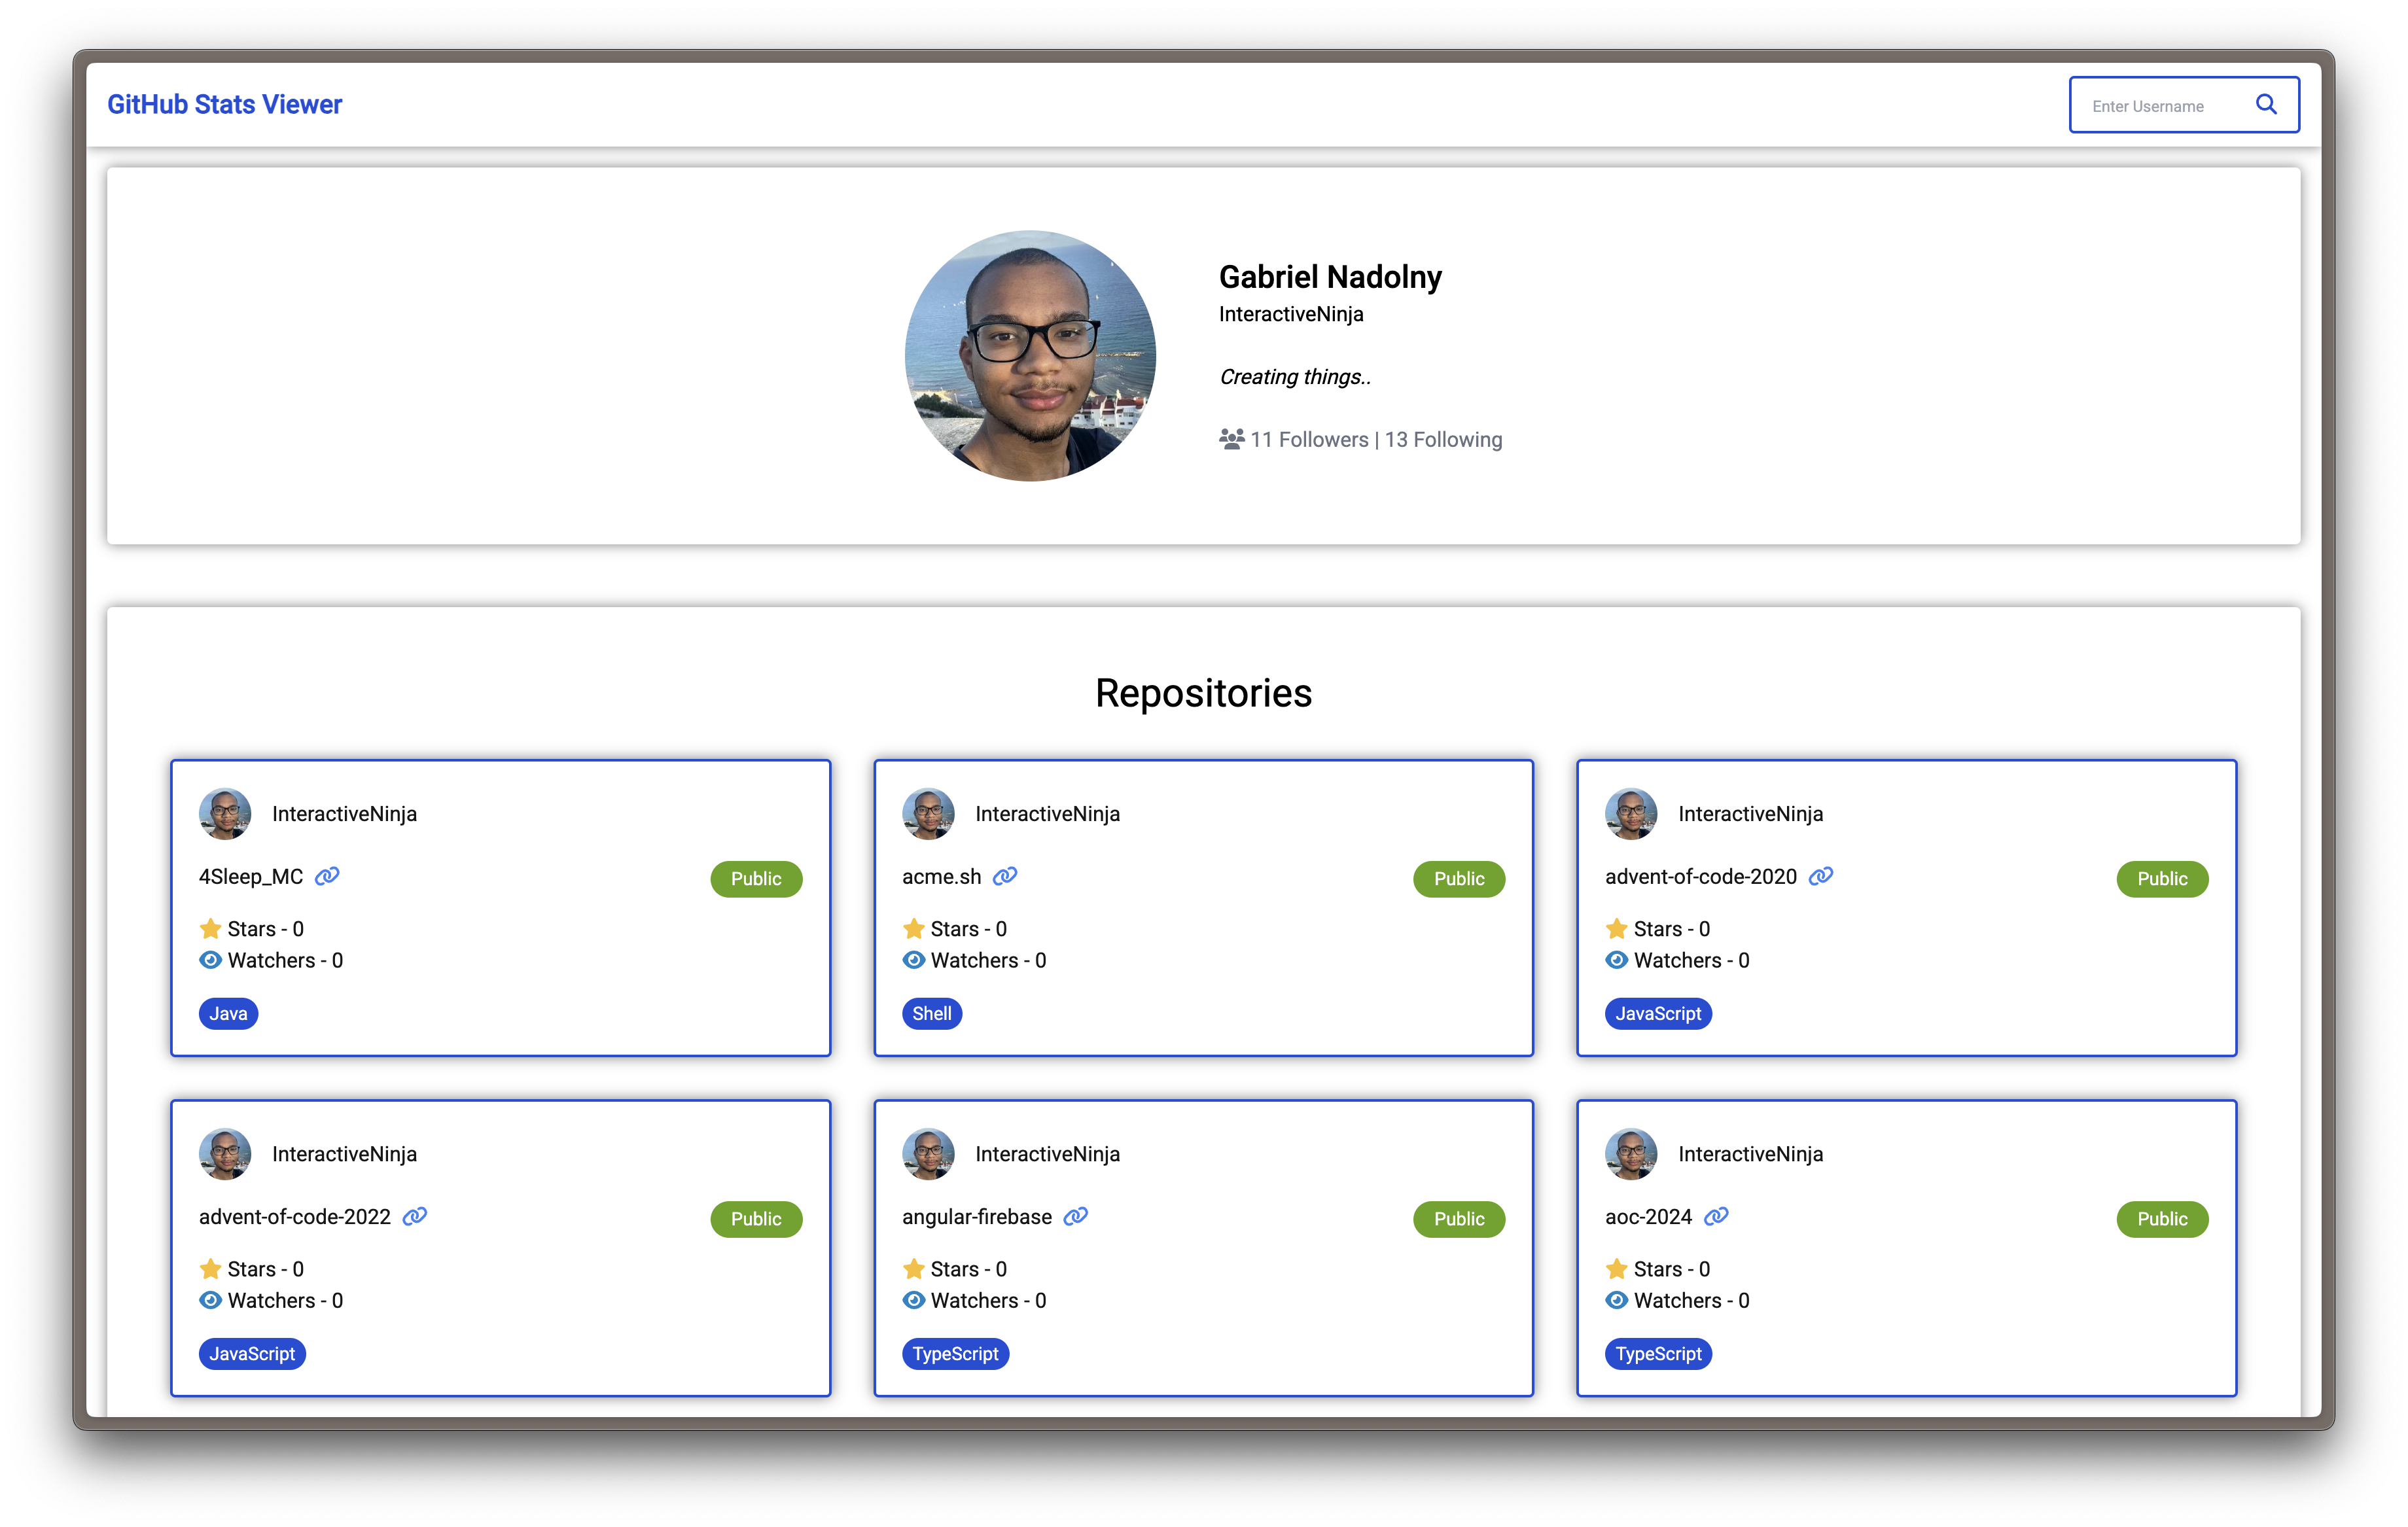 GitHub Stats Viewer
Enter Username
Gabriel Nadolny
InteractiveNinja
Creating things..
11 Followers | 13 Following
Repositories
InteractiveNinja
4Sleep_MC
Public
Stars - 0
Watchers - 0
Java
InteractiveNinja
acme.sh
Public
Stars - 0
Watchers - 0
Shell
InteractiveNinja
advent-of-code-2020
Public
Stars - 0
Watchers - 0
JavaScript
InteractiveNinja
advent-of-code-2022
Public
Stars - 0
Watchers - 0
JavaScript
InteractiveNinja
angular-firebase
Public
Stars - 0
Watchers - 0
TypeScript
InteractiveNinja
aoc-2024
Public
Stars - 0
Watchers - 0
TypeScript